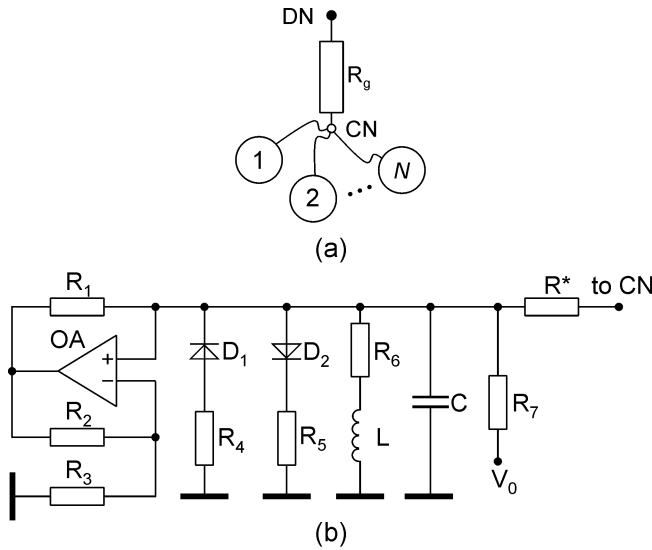 DN
R_g
CN
1
2
N
(a)
R_1
R* to CN
OA
+
−
D_1
D_2
R_6
R_2
R_4
R_5
L
C
R_7
R_3
V_0
(b)